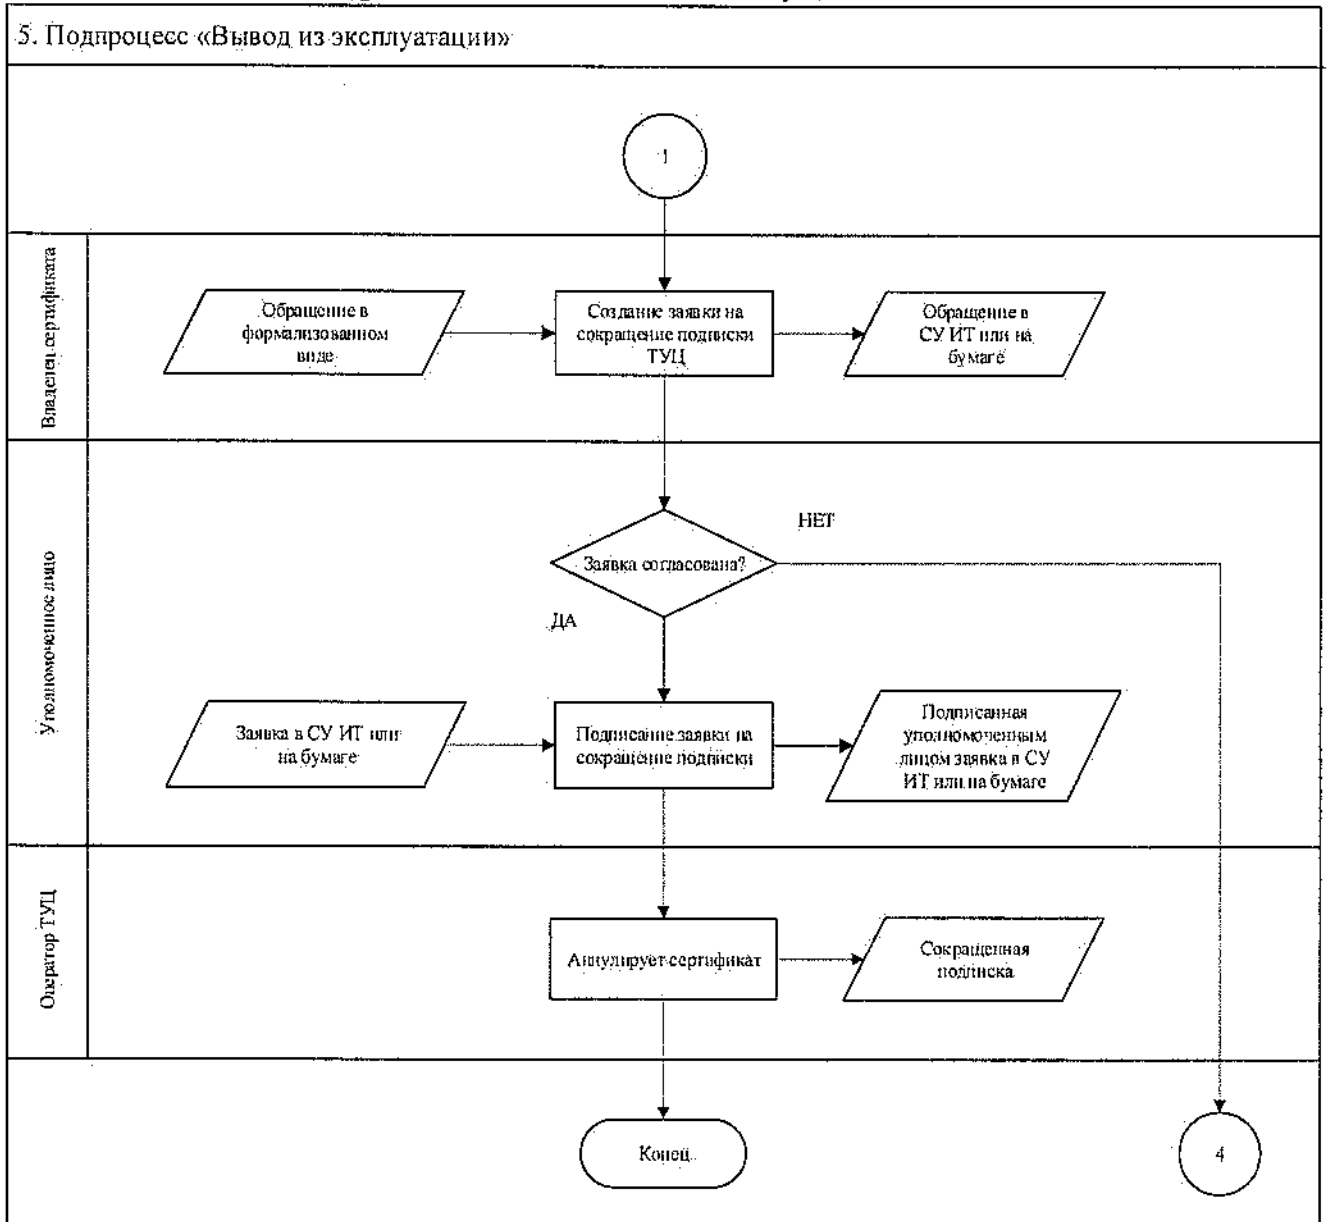 5. Подпроцесс «Вывод из эксплуатации»
1
Владелец сертификата
Обращение в
формализованном
виде
Создание заявки на
сокращение подписки
ТУЦ
Обращение в
СУ ИТ или на
бумаге
Уполномоченное лицо
НЕТ
Заявка согласована?
ДА
Заявка в СУ ИТ или
на бумаге
Подписание заявки на
сокращение подписки
Подписанная
уполномоченным
лицом заявка в СУ
ИТ или на бумаге
Оператор ТУЦ
Аннулирует сертификат
Сокращенная
подписка
Конец
4